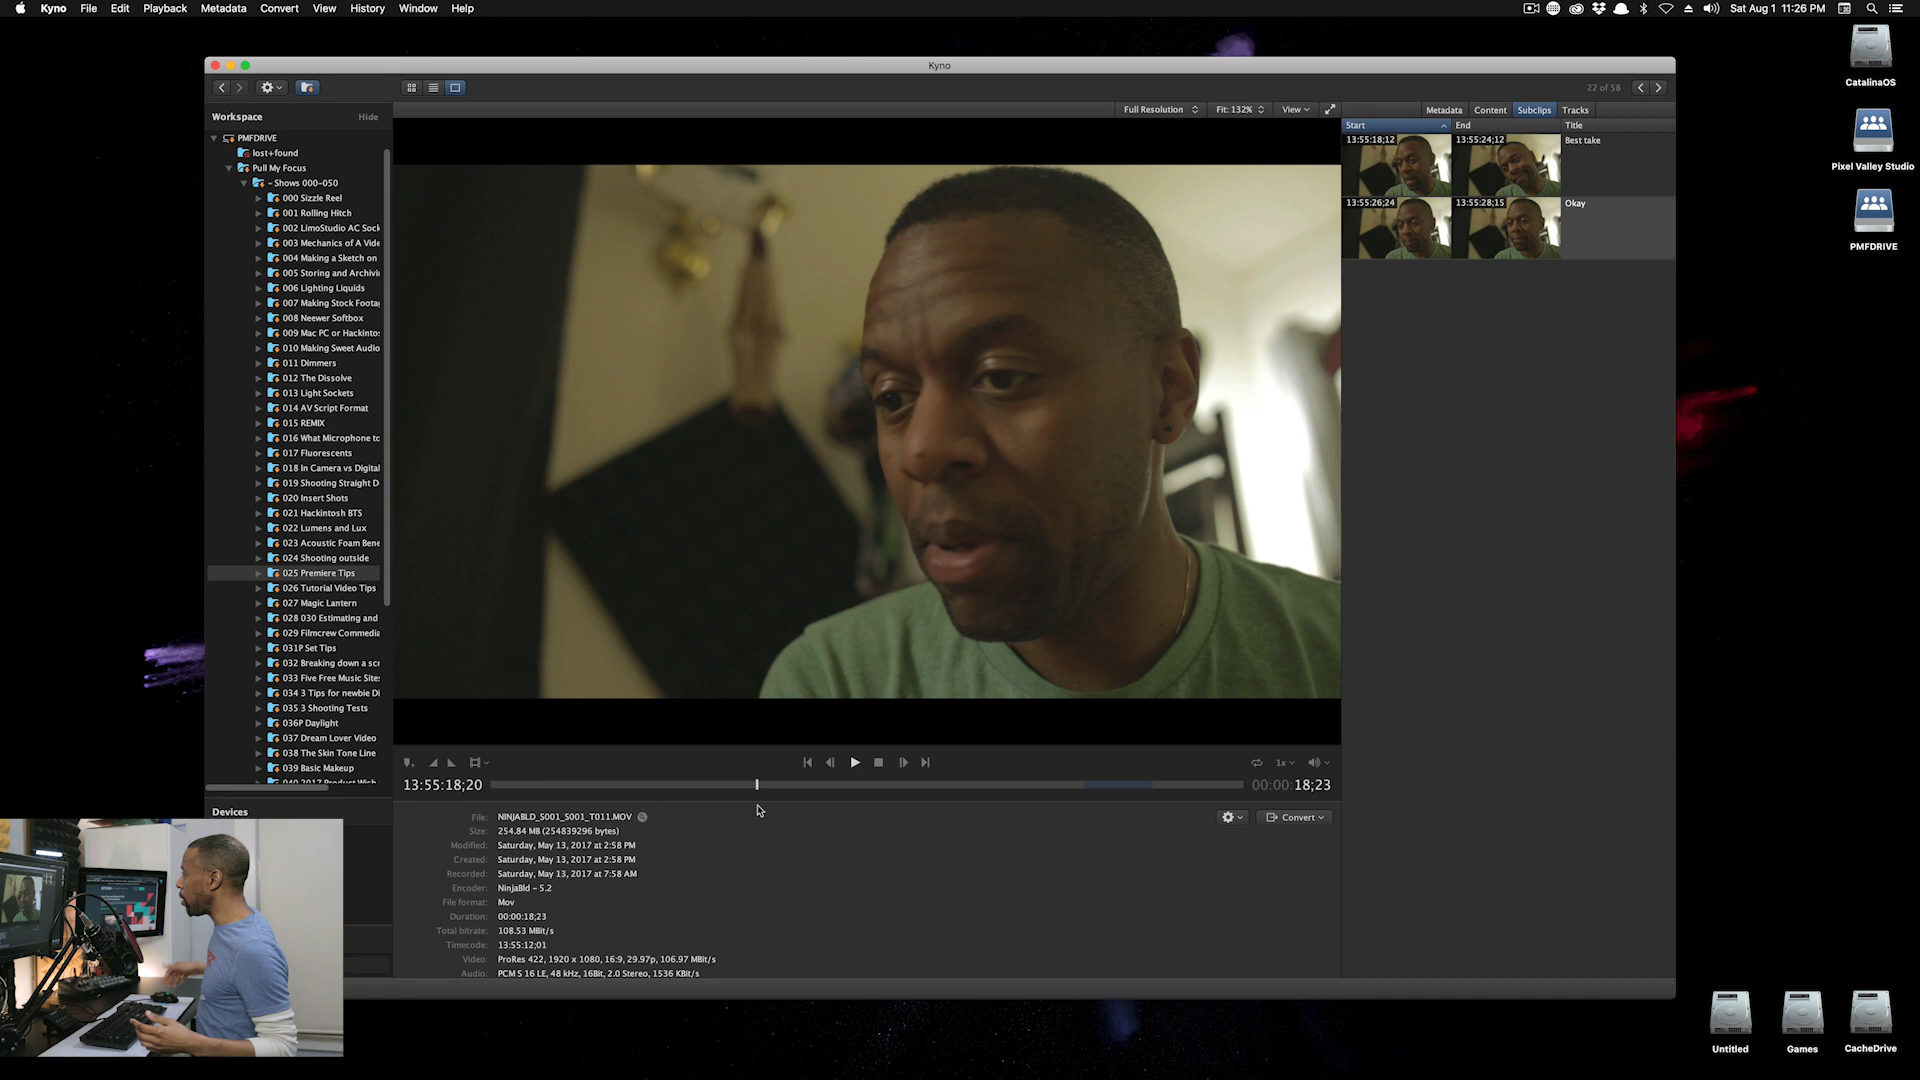 Kyno File Edit Playback Metadata Convert View History Window Help
Sat Aug 1 11:26 PM
Kyno
22 of 58
Workspace Hide
PMFDRIVE
lost+found
Pull My Focus
- Shows 000-050
000 Sizzle Reel
001 Rolling Hitch
002 LimoStudio AC Sock
003 Mechanics of A Vide
004 Making a Sketch on
005 Storing and Archivi
006 Lighting Liquids
007 Making Stock Foota
008 Neewer Softbox
009 Mac PC or Hackinto
010 Making Sweet Audio
011 Dimmers
012 The Dissolve
013 Light Sockets
014 AV Script Format
015 REMIX
016 What Microphone to
017 Fluorescents
018 In Camera vs Digital
019 Shooting Straight D
020 Insert Shots
021 Hackintosh BTS
022 Lumens and Lux
023 Acoustic Foam Bene
024 Shooting outside
025 Premiere Tips
026 Tutorial Video Tips
027 Magic Lantern
028 030 Estimating and
029 Filmcrew Commedia
031P Set Tips
032 Breaking down a scr
033 Five Free Music Site
034 3 Tips for newbie Di
035 3 Shooting Tests
036P Daylight
037 Dream Lover Video
038 The Skin Tone Line
039 Basic Makeup
Devices
Full Resolution Fit: 132% View
13:55:18;20
00:00:18;23
File: NINJABLD_S001_S001_T011.MOV
Size: 254.84 MB (254839296 bytes)
Modified: Saturday, May 13, 2017 at 2:58 PM
Created: Saturday, May 13, 2017 at 2:58 PM
Recorded: Saturday, May 13, 2017 at 7:58 AM
Encoder: NinjaBld - 5.2
File format: Mov
Duration: 00:00:18;23
Total bitrate: 108.53 MBit/s
Timecode: 13:55:12;01
Video: ProRes 422, 1920 x 1080, 16:9, 29.97p, 106.97 MBit/s
Audio: PCM S 16 LE, 48 kHz, 16Bit, 2.0 Stereo, 1536 KBit/s
1x
Convert
Metadata Content Subclips Tracks
Start End Title
13:55:18;12 13:55:24;12 Best take
13:55:26;24 13:55:28;15 Okay
CatalinaOS
Pixel Valley Studio
PMFDRIVE
Untitled
Games
CacheDrive